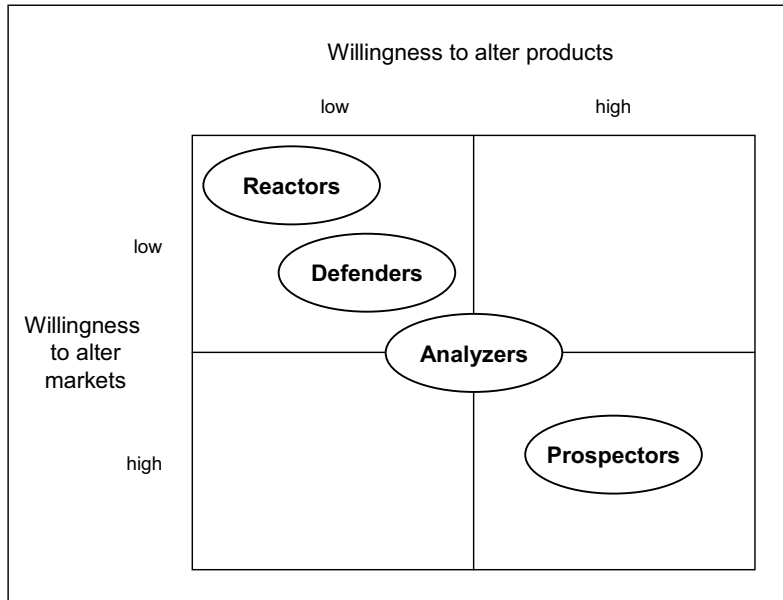 Willingness to alter products
low
high
Reactors
low
Defenders
Willingness
to alter
markets
Analyzers
high
Prospectors